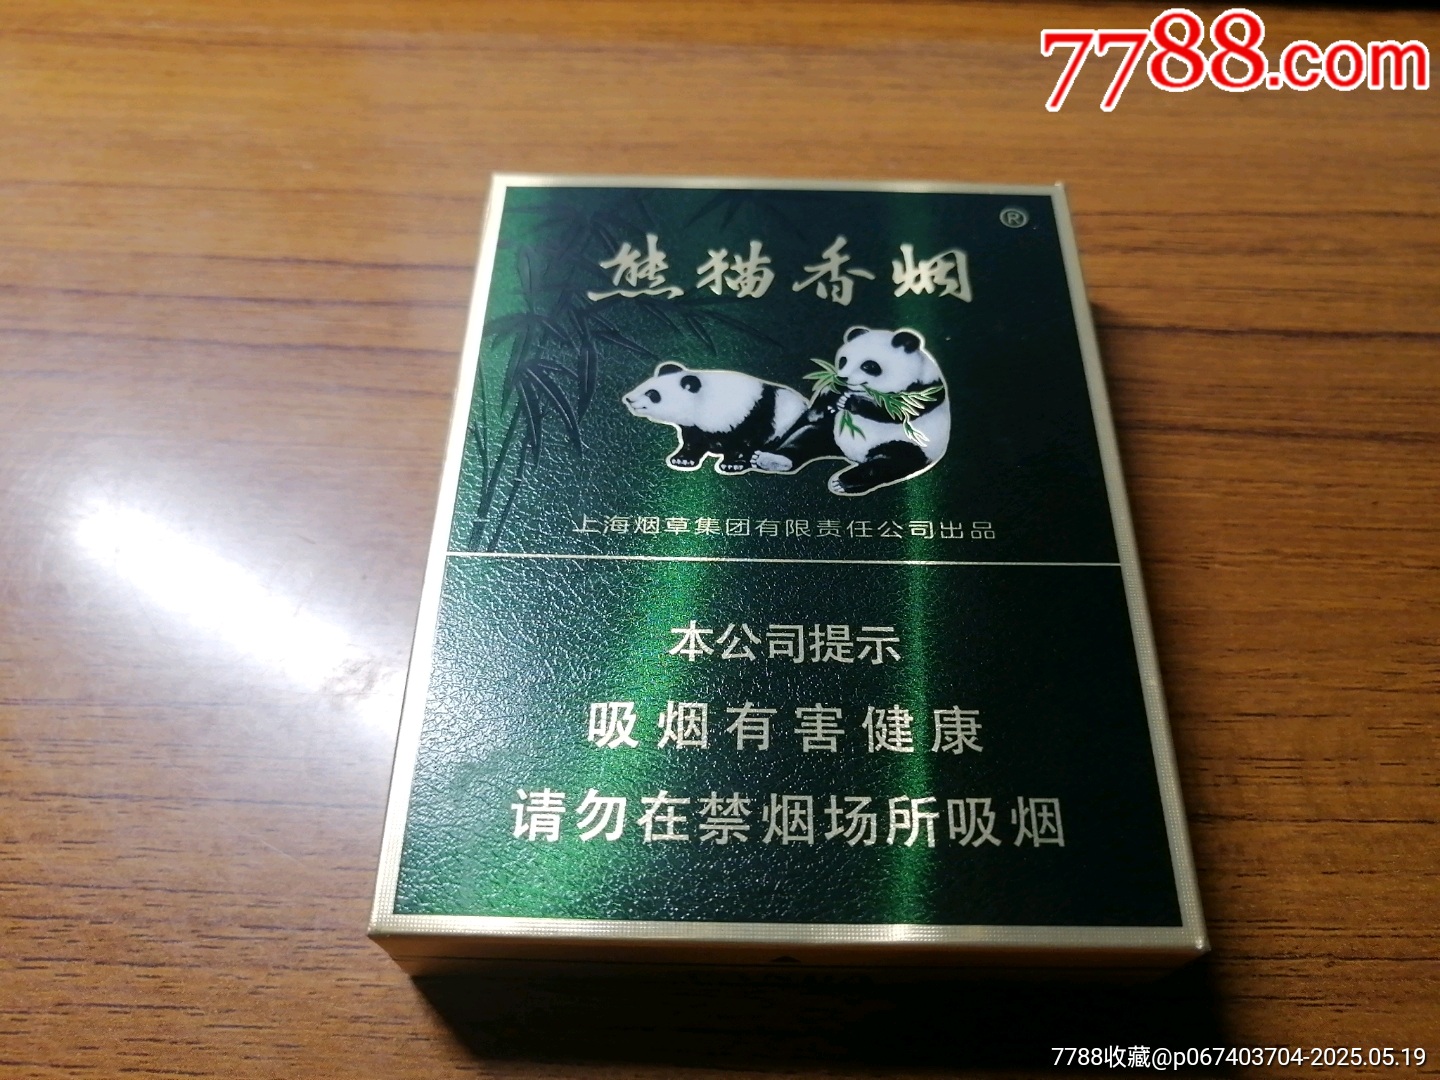 7788.com
®
熊猫香烟
上海烟草集团有限责任公司出品
本公司提示
吸烟有害健康
请勿在禁烟场所吸烟
7788收藏@p067403704-2025.05.19